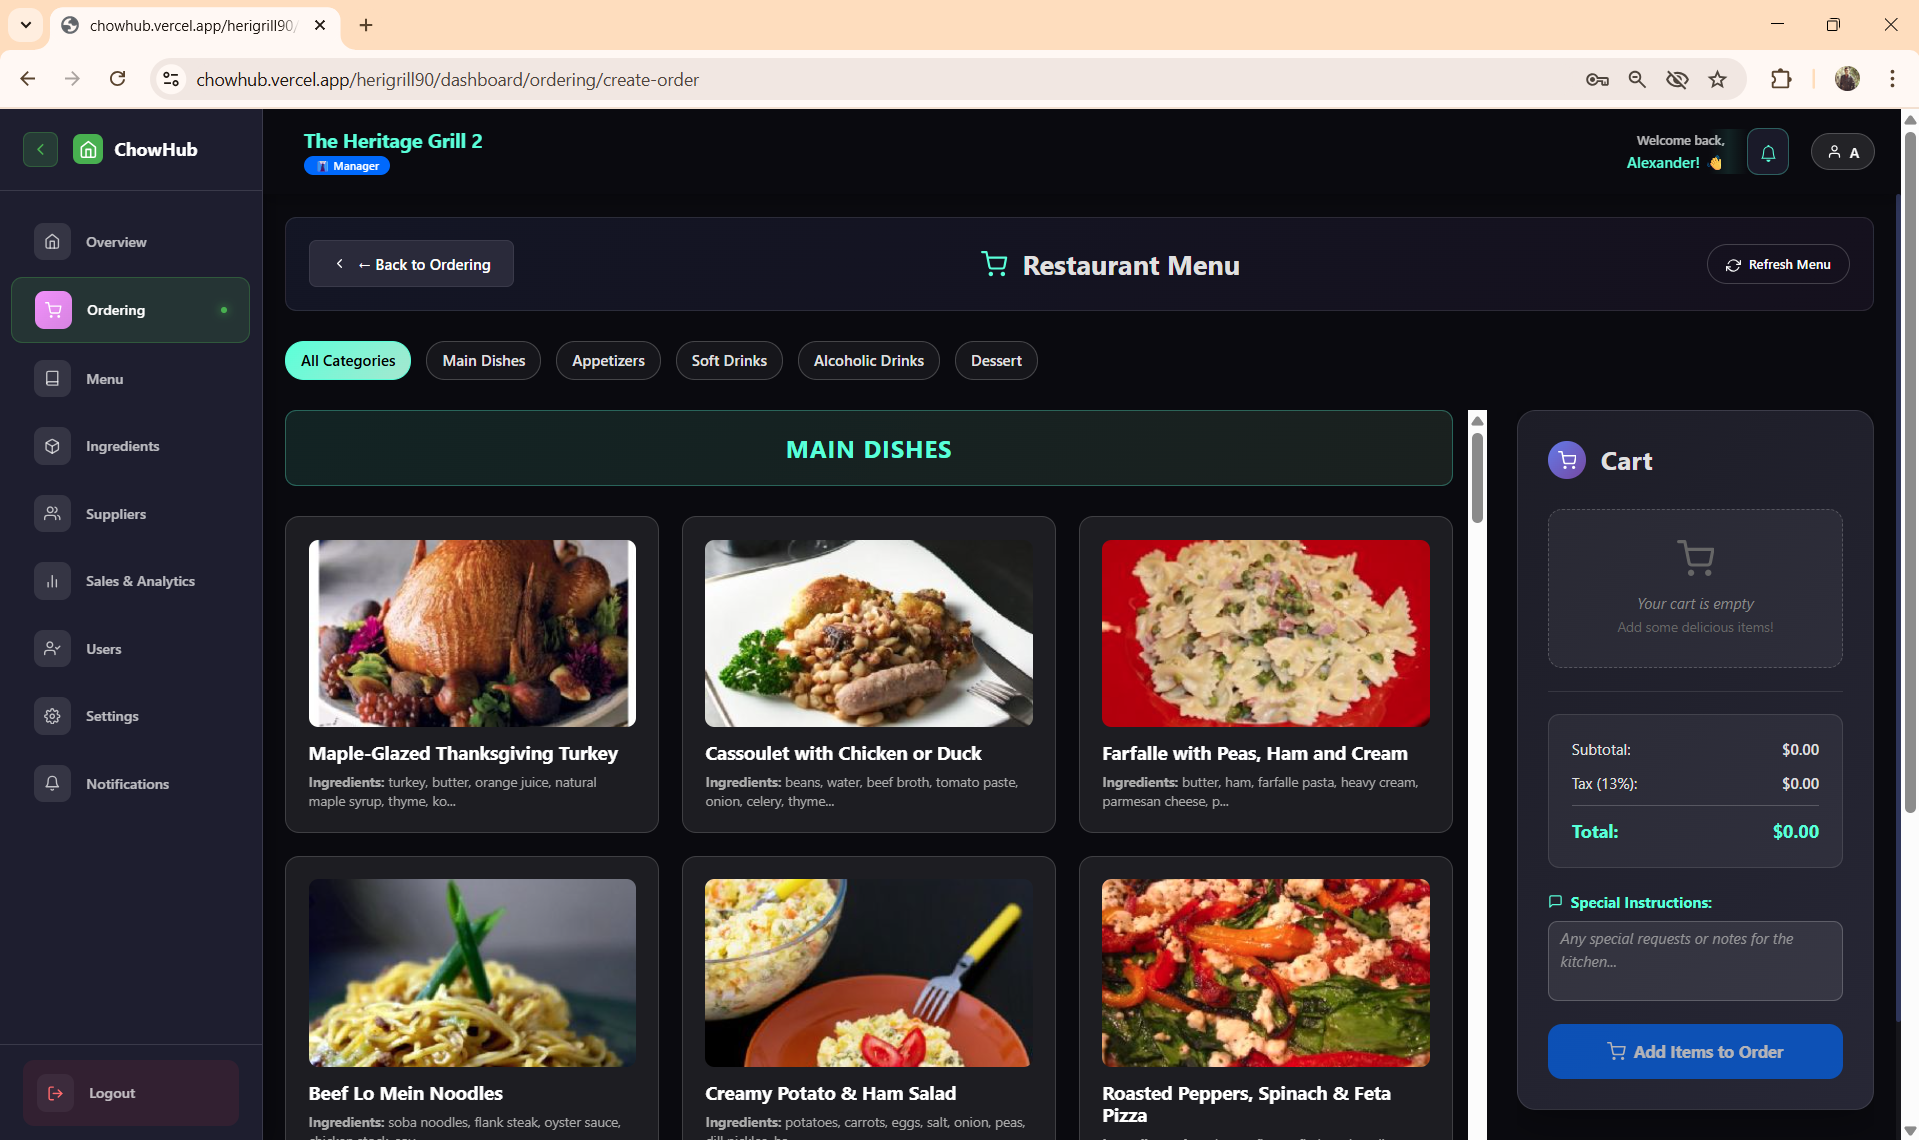 chowhub.vercel.app/herigrill90/
chowhub.vercel.app/herigrill90/dashboard/ordering/create-order
ChowHub
Overview
Ordering
Menu
Ingredients
Suppliers
Sales & Analytics
Users
Settings
Notifications
Logout
The Heritage Grill 2
Manager
Welcome back,
Alexander!
A
← Back to Ordering
Restaurant Menu
Refresh Menu
All Categories
Main Dishes
Appetizers
Soft Drinks
Alcoholic Drinks
Dessert
MAIN DISHES
Maple-Glazed Thanksgiving Turkey
Ingredients: turkey, butter, orange juice, natural
maple syrup, thyme, ko...
Cassoulet with Chicken or Duck
Ingredients: beans, water, beef broth, tomato paste,
onion, celery, thyme...
Farfalle with Peas, Ham and Cream
Ingredients: butter, ham, farfalle pasta, heavy cream,
parmesan cheese, p...
Beef Lo Mein Noodles
Ingredients: soba noodles, flank steak, oyster sauce,
Creamy Potato & Ham Salad
Ingredients: potatoes, carrots, eggs, salt, onion, peas,
Roasted Peppers, Spinach & Feta
Pizza
Cart
Your cart is empty
Add some delicious items!
Subtotal: $0.00
Tax (13%): $0.00
Total: $0.00
Special Instructions:
Any special requests or notes for the
kitchen...
Add Items to Order